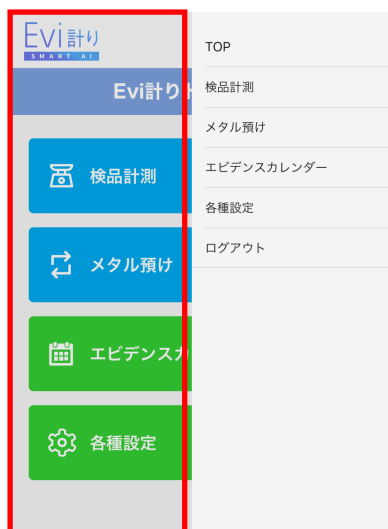 Evi計り
SMART AI
Evi計りト
検品計測
メタル預け
エビデンスカ
各種設定
TOP
検品計測
メタル預け
エビデンスカレンダー
各種設定
ログアウト